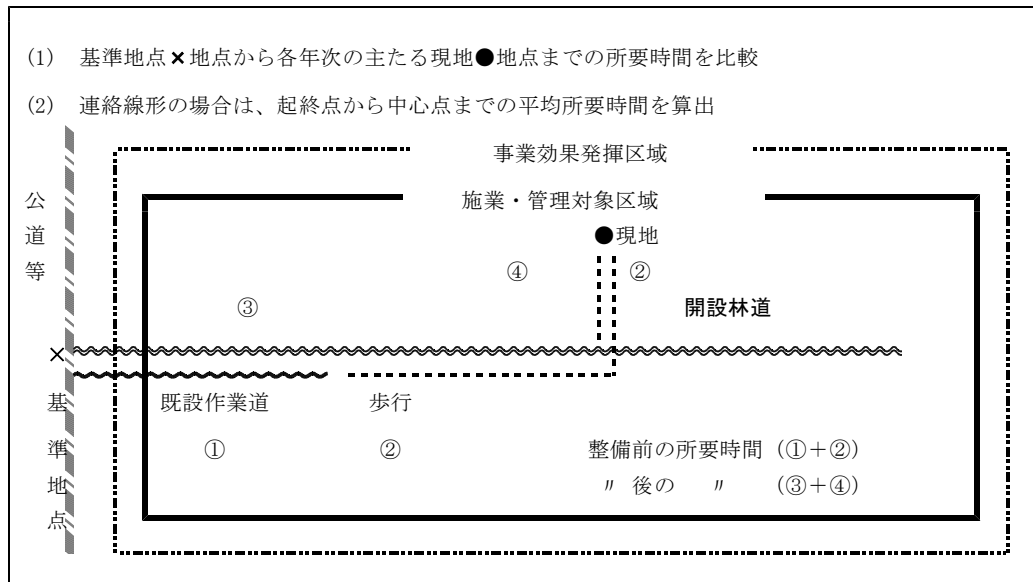 (1) 基準地点×地点から各年次の主たる現地●地点までの所要時間を比較
(2) 連絡線形の場合は、起終点から中心点までの平均所要時間を算出
事業効果発揮区域
施業・管理対象区域
公道等
●現地
④ ②
③ 開設林道
×
基準地点
既設作業道 歩行
① ② 整備前の所要時間(①+②)
〃 後の 〃 (③+④)